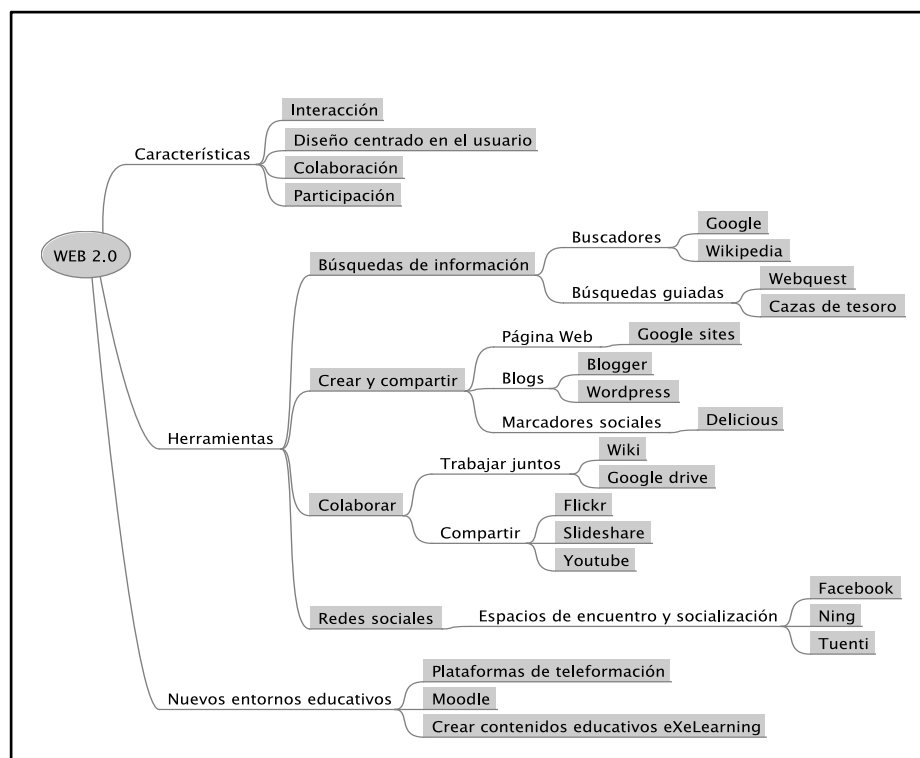 WEB 2.0
Características
Interacción
Diseño centrado en el usuario
Colaboración
Participación
Herramientas
Búsquedas de información
Buscadores
Google
Wikipedia
Búsquedas guiadas
Webquest
Cazas de tesoro
Crear y compartir
Página Web
Google sites
Blogs
Blogger
Wordpress
Marcadores sociales
Delicious
Colaborar
Trabajar juntos
Wiki
Google drive
Compartir
Flickr
Slideshare
Youtube
Redes sociales
Espacios de encuentro y socialización
Facebook
Ning
Tuenti
Nuevos entornos educativos
Plataformas de teleformación
Moodle
Crear contenidos educativos eXeLearning